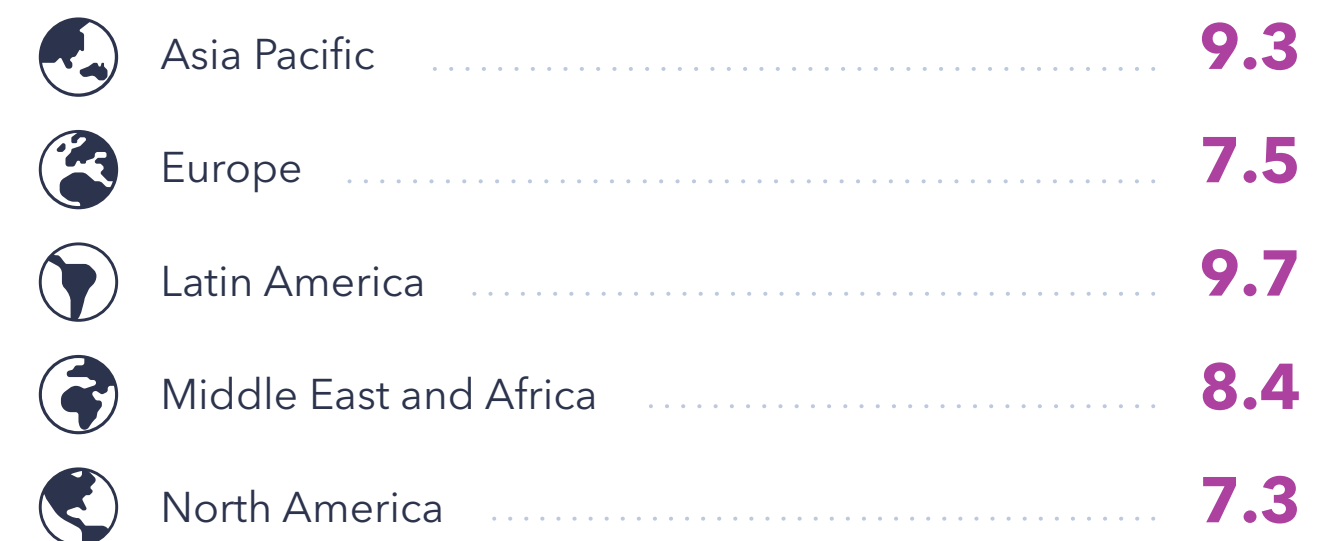 Asia Pacific 9.3
Europe 7.5
Latin America 9.7
Middle East and Africa 8.4
North America 7.3